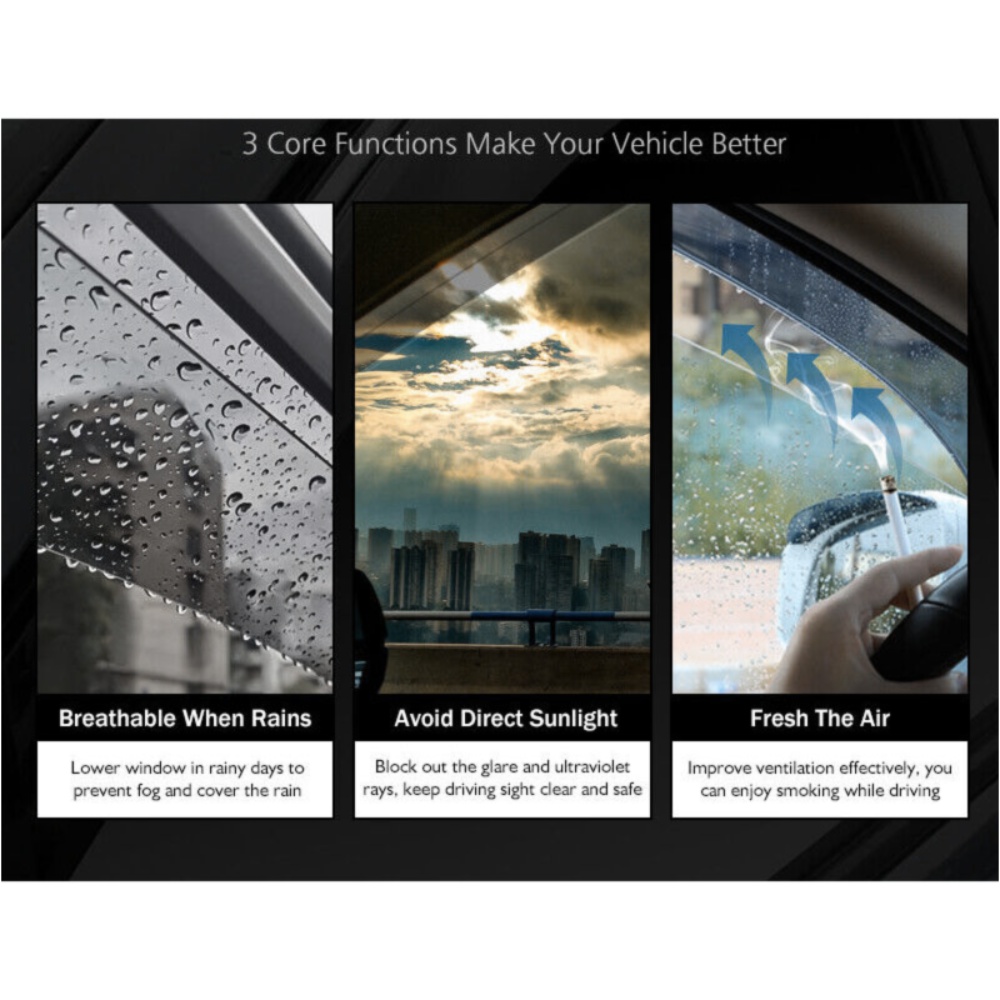 3 Core Functions Make Your Vehicle Better
Breathable When Rains
Lower window in rainy days to
prevent fog and cover the rain
Avoid Direct Sunlight
Block out the glare and ultraviolet
rays, keep driving sight clear and safe
Fresh The Air
Improve ventilation effectively, you
can enjoy smoking while driving